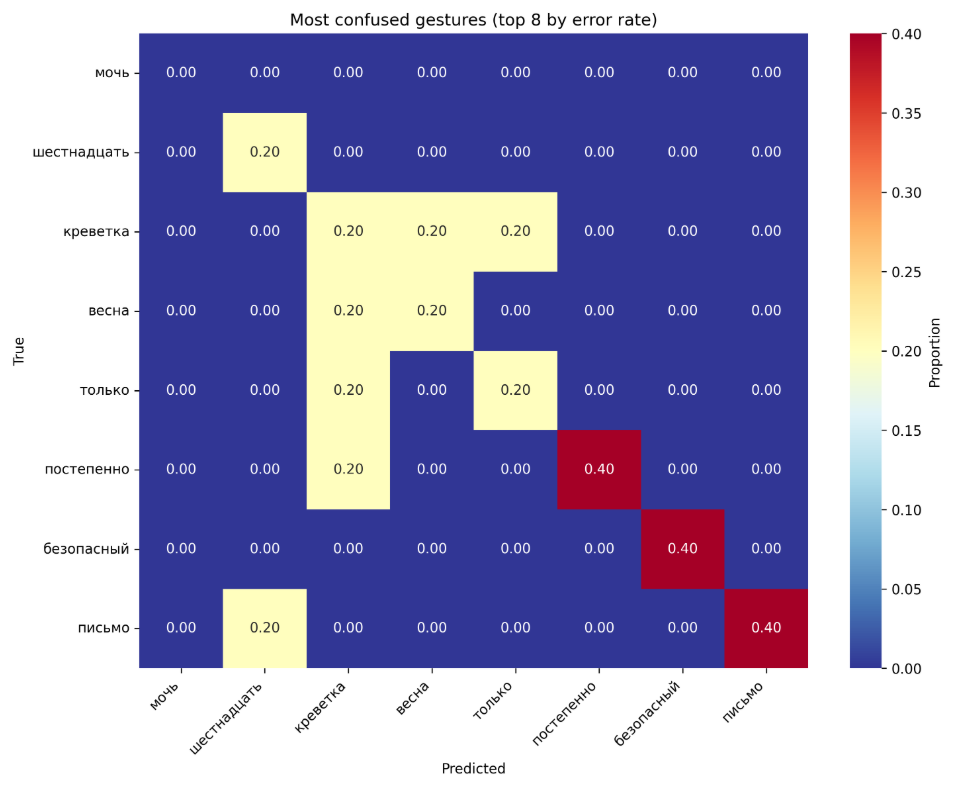 Most confused gestures (top 8 by error rate)
мочь 0.00 0.00 0.00 0.00 0.00 0.00 0.00 0.00
шестнадцать 0.00 0.20 0.00 0.00 0.00 0.00 0.00 0.00
креветка 0.00 0.00 0.20 0.20 0.20 0.00 0.00 0.00
весна 0.00 0.00 0.20 0.20 0.00 0.00 0.00 0.00
только 0.00 0.00 0.20 0.00 0.20 0.00 0.00 0.00
постепенно 0.00 0.00 0.20 0.00 0.00 0.40 0.00 0.00
безопасный 0.00 0.00 0.00 0.00 0.00 0.00 0.40 0.00
письмо 0.00 0.20 0.00 0.00 0.00 0.00 0.00 0.40
True
мочь шестнадцать креветка весна только постепенно безопасный письмо
Predicted
0.40
0.35
0.30
0.25
0.20
0.15
0.10
0.05
0.00
Proportion